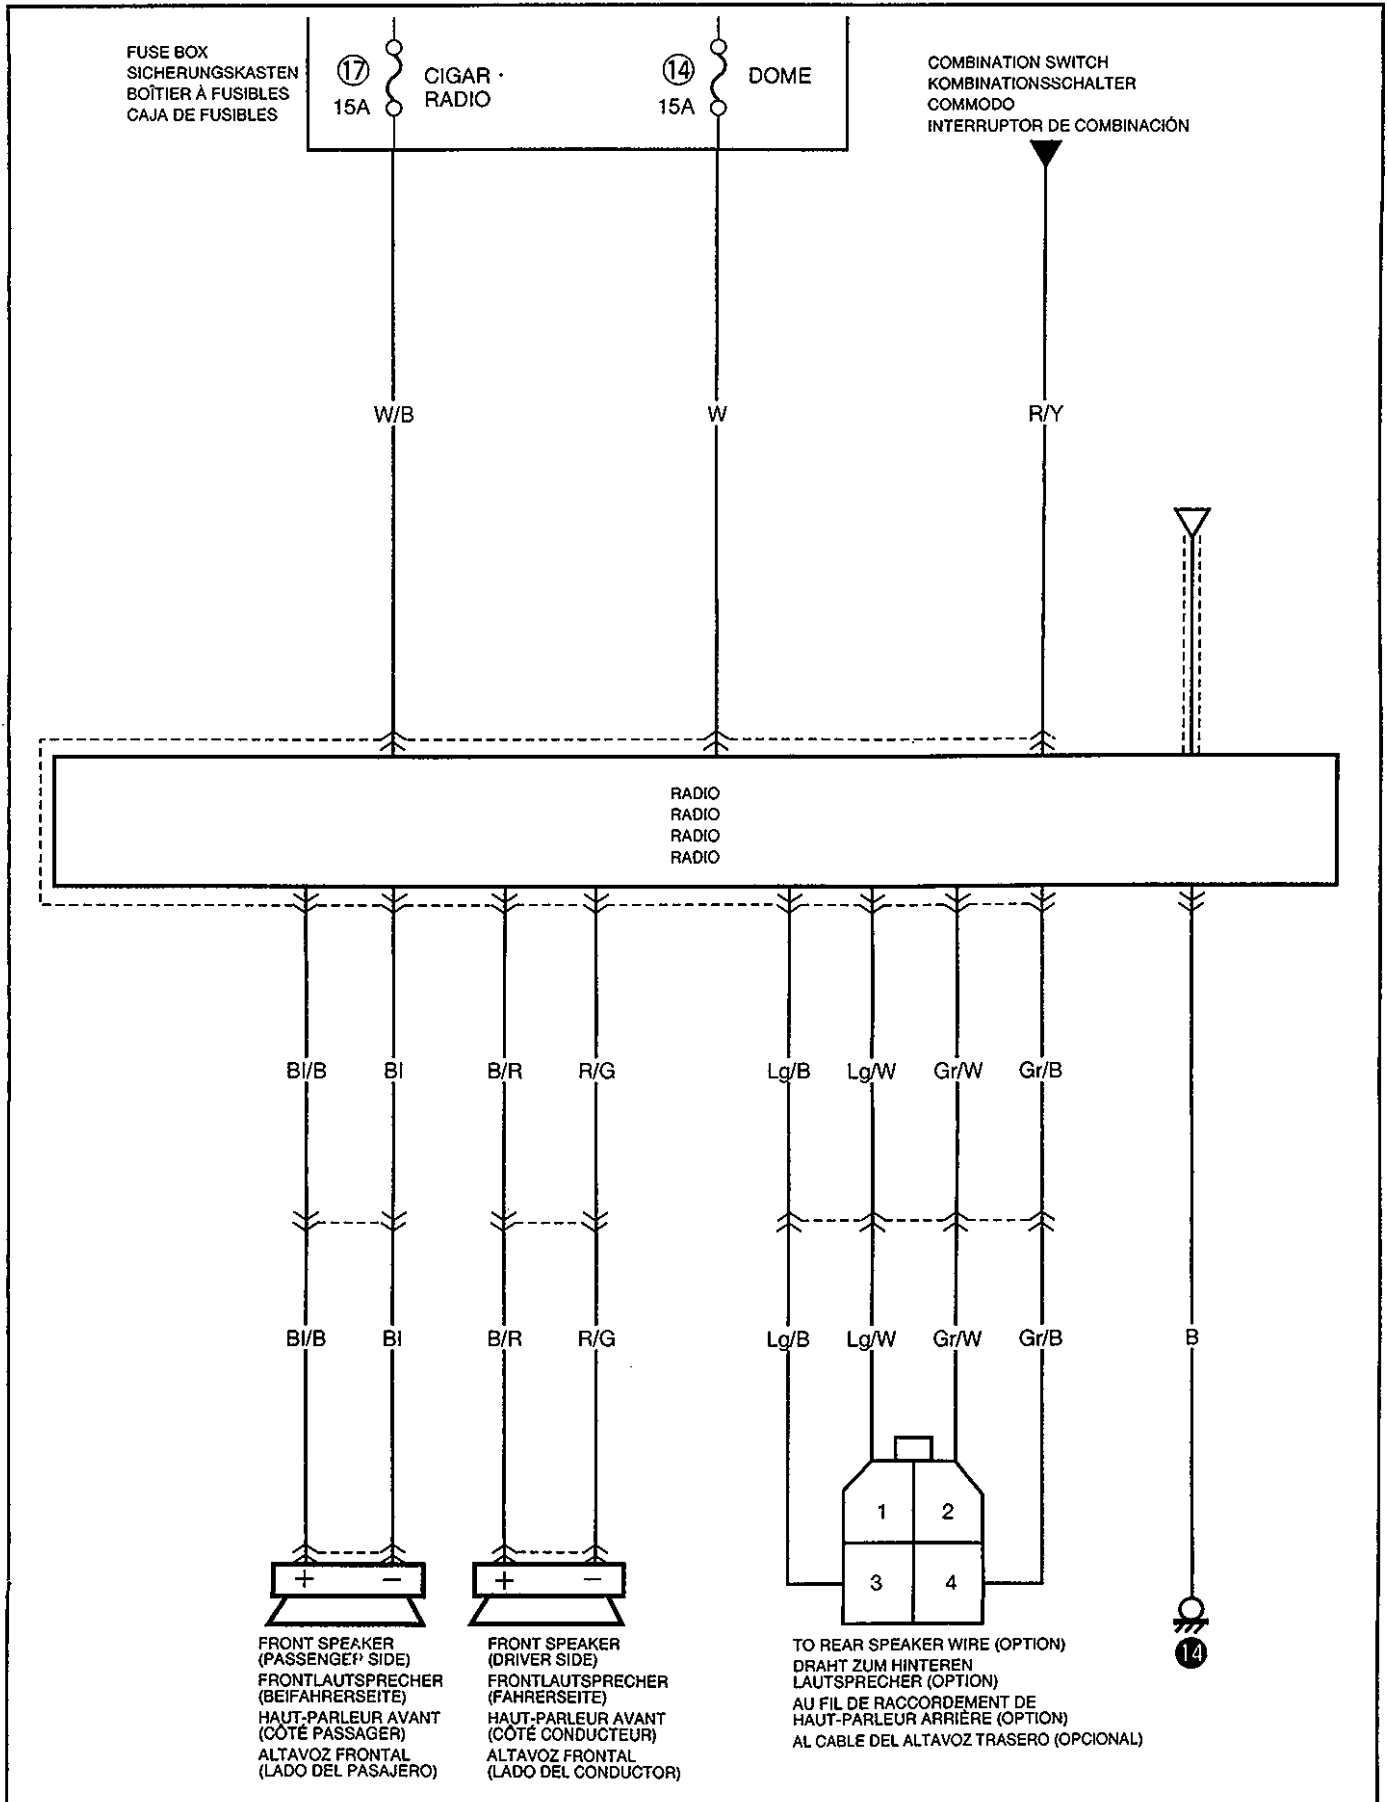 FUSE BOX
SICHERUNGSKASTEN
BOÎTIER À FUSIBLES
CAJA DE FUSIBLES
17
15A
CIGAR ·
RADIO
14
15A
DOME
COMBINATION SWITCH
KOMBINATIONSSCHALTER
COMMODO
INTERRUPTOR DE COMBINACIÓN
W/B
W
R/Y
RADIO
RADIO
RADIO
RADIO
Bl/B
Bl
B/R
R/G
Lg/B
Lg/W
Gr/W
Gr/B
Bl/B
Bl
B/R
R/G
Lg/B
Lg/W
Gr/W
Gr/B
B
1
2
3
4
+
−
+
−
FRONT SPEAKER
(PASSENGER SIDE)
FRONTLAUTSPRECHER
(BEIFAHRERSEITE)
HAUT-PARLEUR AVANT
(CÔTÉ PASSAGER)
ALTAVOZ FRONTAL
(LADO DEL PASAJERO)
FRONT SPEAKER
(DRIVER SIDE)
FRONTLAUTSPRECHER
(FAHRERSEITE)
HAUT-PARLEUR AVANT
(CÔTÉ CONDUCTEUR)
ALTAVOZ FRONTAL
(LADO DEL CONDUCTOR)
TO REAR SPEAKER WIRE (OPTION)
DRAHT ZUM HINTEREN
LAUTSPRECHER (OPTION)
AU FIL DE RACCORDEMENT DE
HAUT-PARLEUR ARRIÈRE (OPTION)
AL CABLE DEL ALTAVOZ TRASERO (OPCIONAL)
14